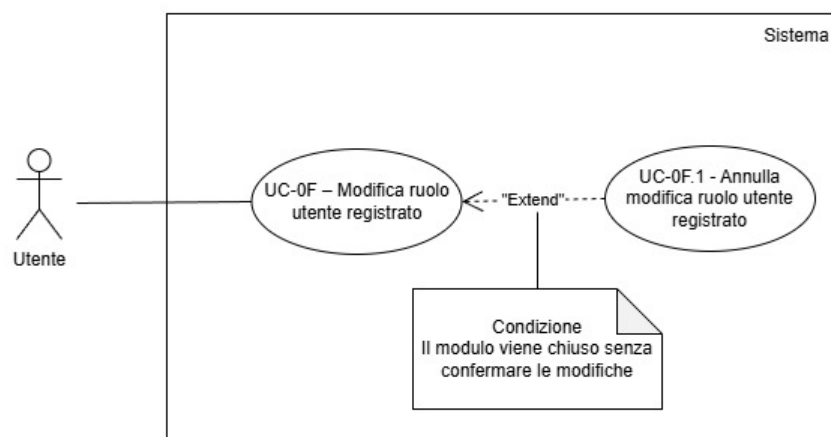 Sistema
UC-0F – Modifica ruolo
utente registrato
"Extend"
UC-0F.1 - Annulla
modifica ruolo utente
registrato
Utente
Condizione
Il modulo viene chiuso senza
confermare le modifiche